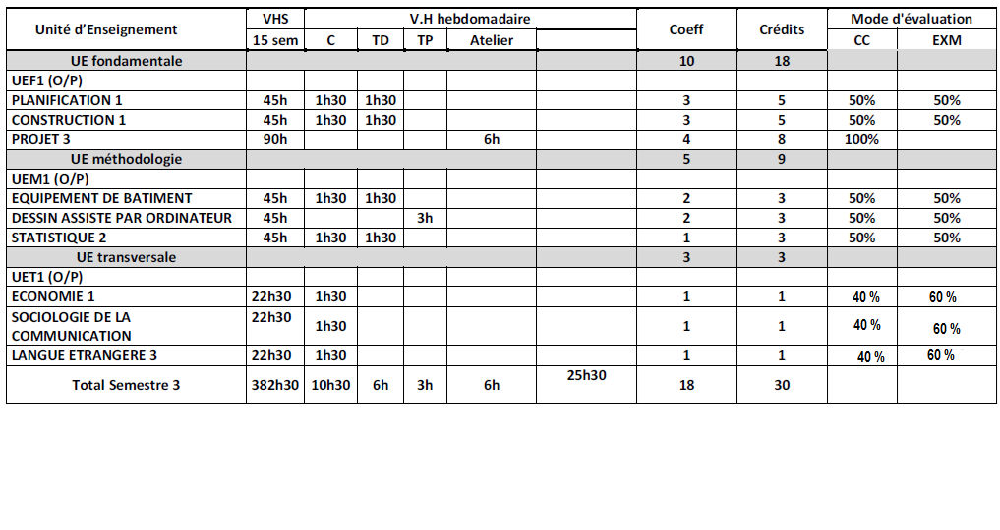 Unité d'Enseignement VHS V.H hebdomadaire Coeff Crédits Mode d'évaluation
15 sem C TD TP Atelier CC EXM
UE fondamentale 10 18
UEF1 (O/P)
PLANIFICATION 1 45h 1h30 1h30 3 5 50% 50%
CONSTRUCTION 1 45h 1h30 1h30 3 5 50% 50%
PROJET 3 90h 6h 4 8 100%
UE méthodologie 5 9
UEM1 (O/P)
EQUIPEMENT DE BATIMENT 45h 1h30 1h30 2 3 50% 50%
DESSIN ASSISTE PAR ORDINATEUR 45h 3h 2 3 50% 50%
STATISTIQUE 2 45h 1h30 1h30 1 3 50% 50%
UE transversale 3 3
UET1 (O/P)
ECONOMIE 1 22h30 1h30 1 1 40 % 60 %
SOCIOLOGIE DE LA
COMMUNICATION 22h30 1h30 1 1 40 % 60 %
LANGUE ETRANGERE 3 22h30 1h30 1 1 40 % 60 %
Total Semestre 3 382h30 10h30 6h 3h 6h 25h30 18 30